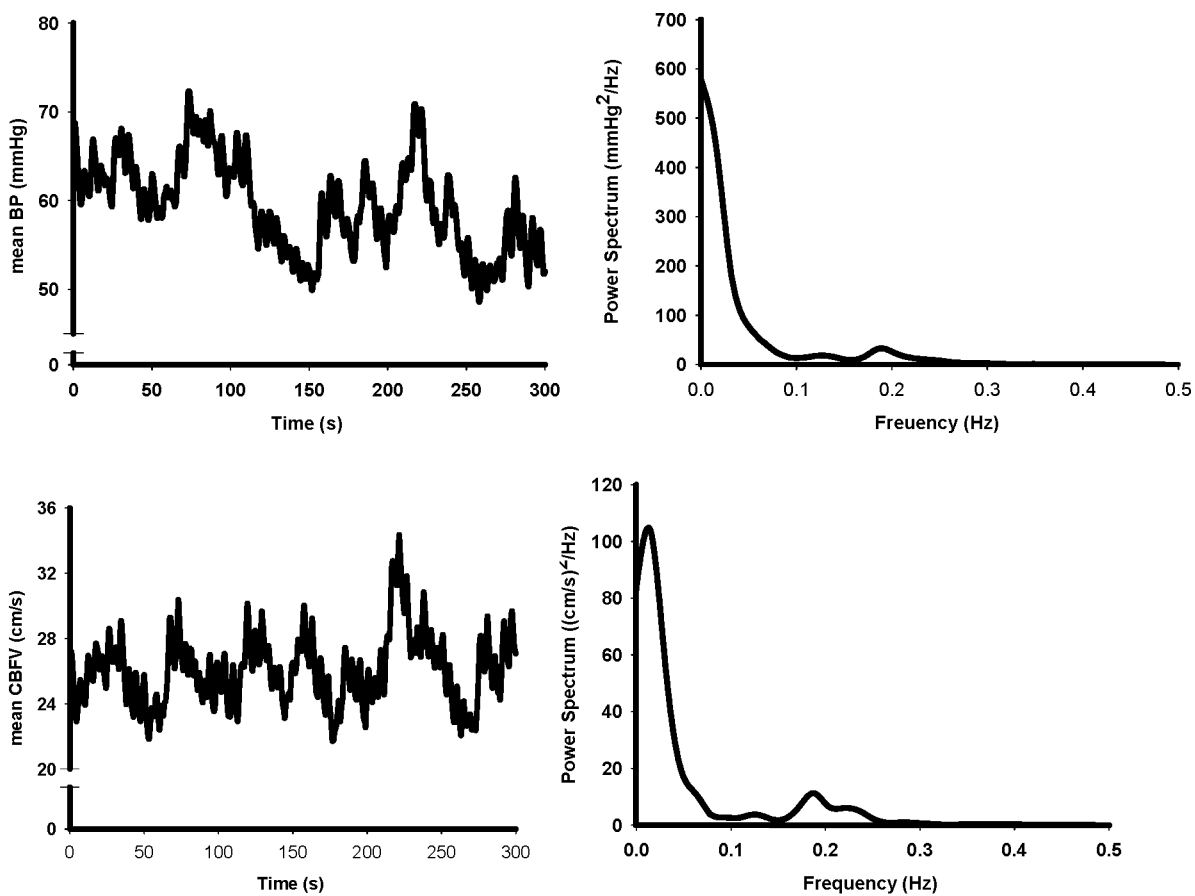 mean BP (mmHg)
80
70
60
50
0
0 50 100 150 200 250 300
Time (s)
Power Spectrum (mmHg2/Hz)
700
600
500
400
300
200
100
0
0.0 0.1 0.2 0.3 0.4 0.5
Freuency (Hz)
mean CBFV (cm/s)
36
32
28
24
20
0
0 50 100 150 200 250 300
Time (s)
Power Spectrum ((cm/s)2/Hz)
120
100
80
60
40
20
0
0.0 0.1 0.2 0.3 0.4 0.5
Frequency (Hz)